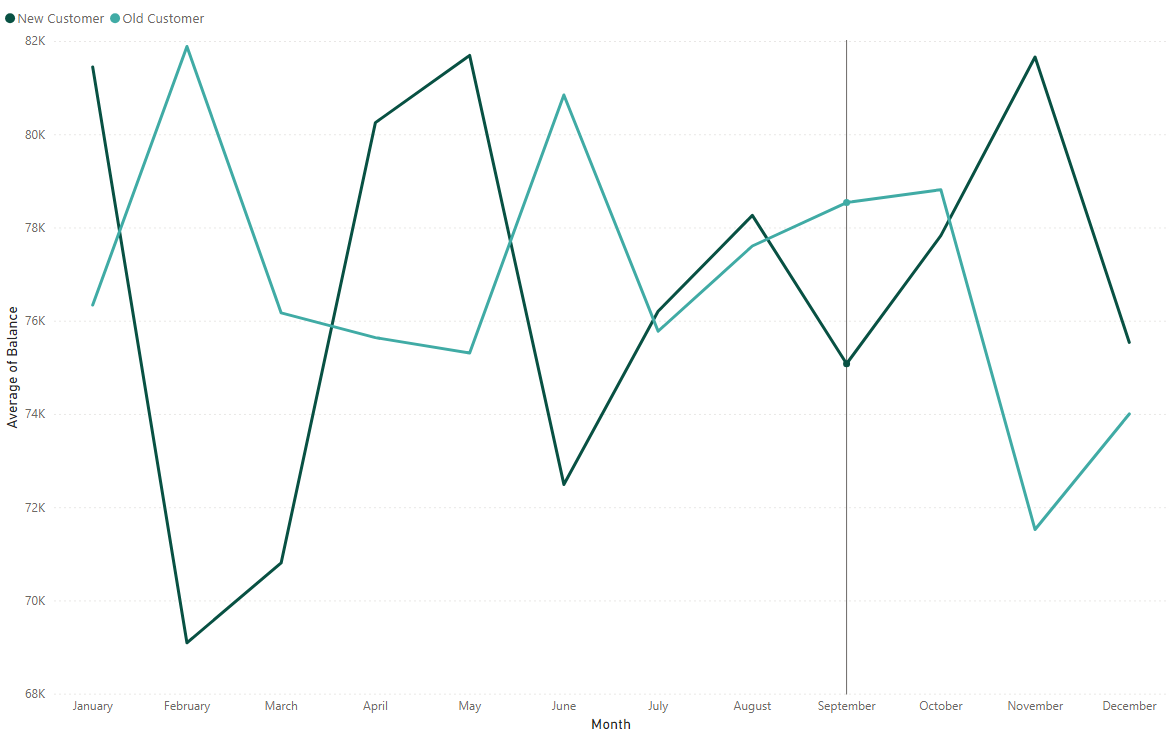 New Customer Old Customer
82K
80K
78K
76K
74K
72K
70K
68K
Average of Balance
January February March April May June July August September October November December
Month